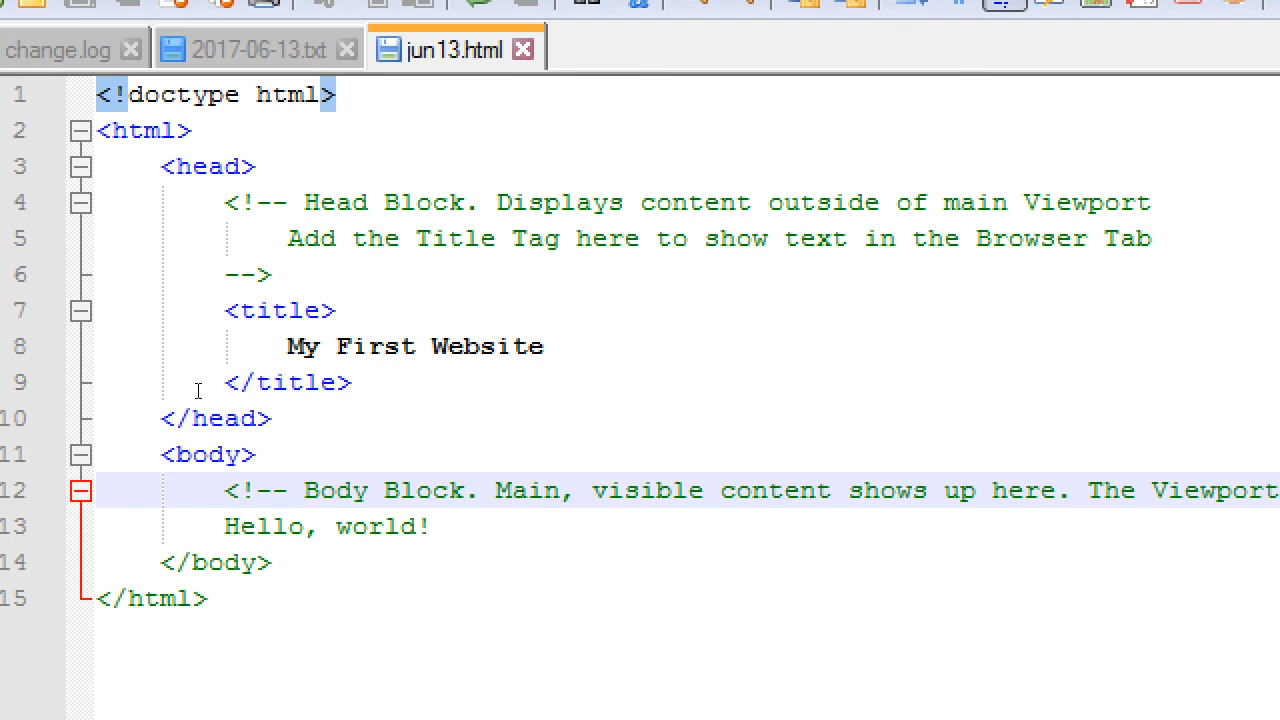 change.log 2017-06-13.txt jun13.html
1 <!doctype html>
2 <html>
3 <head>
4 <!-- Head Block. Displays content outside of main Viewport
5 Add the Title Tag here to show text in the Browser Tab
6 -->
7 <title>
8 My First Website
9 </title>
10 </head>
11 <body>
12 <!-- Body Block. Main, visible content shows up here. The Viewport
13 Hello, world!
14 </body>
15 </html>